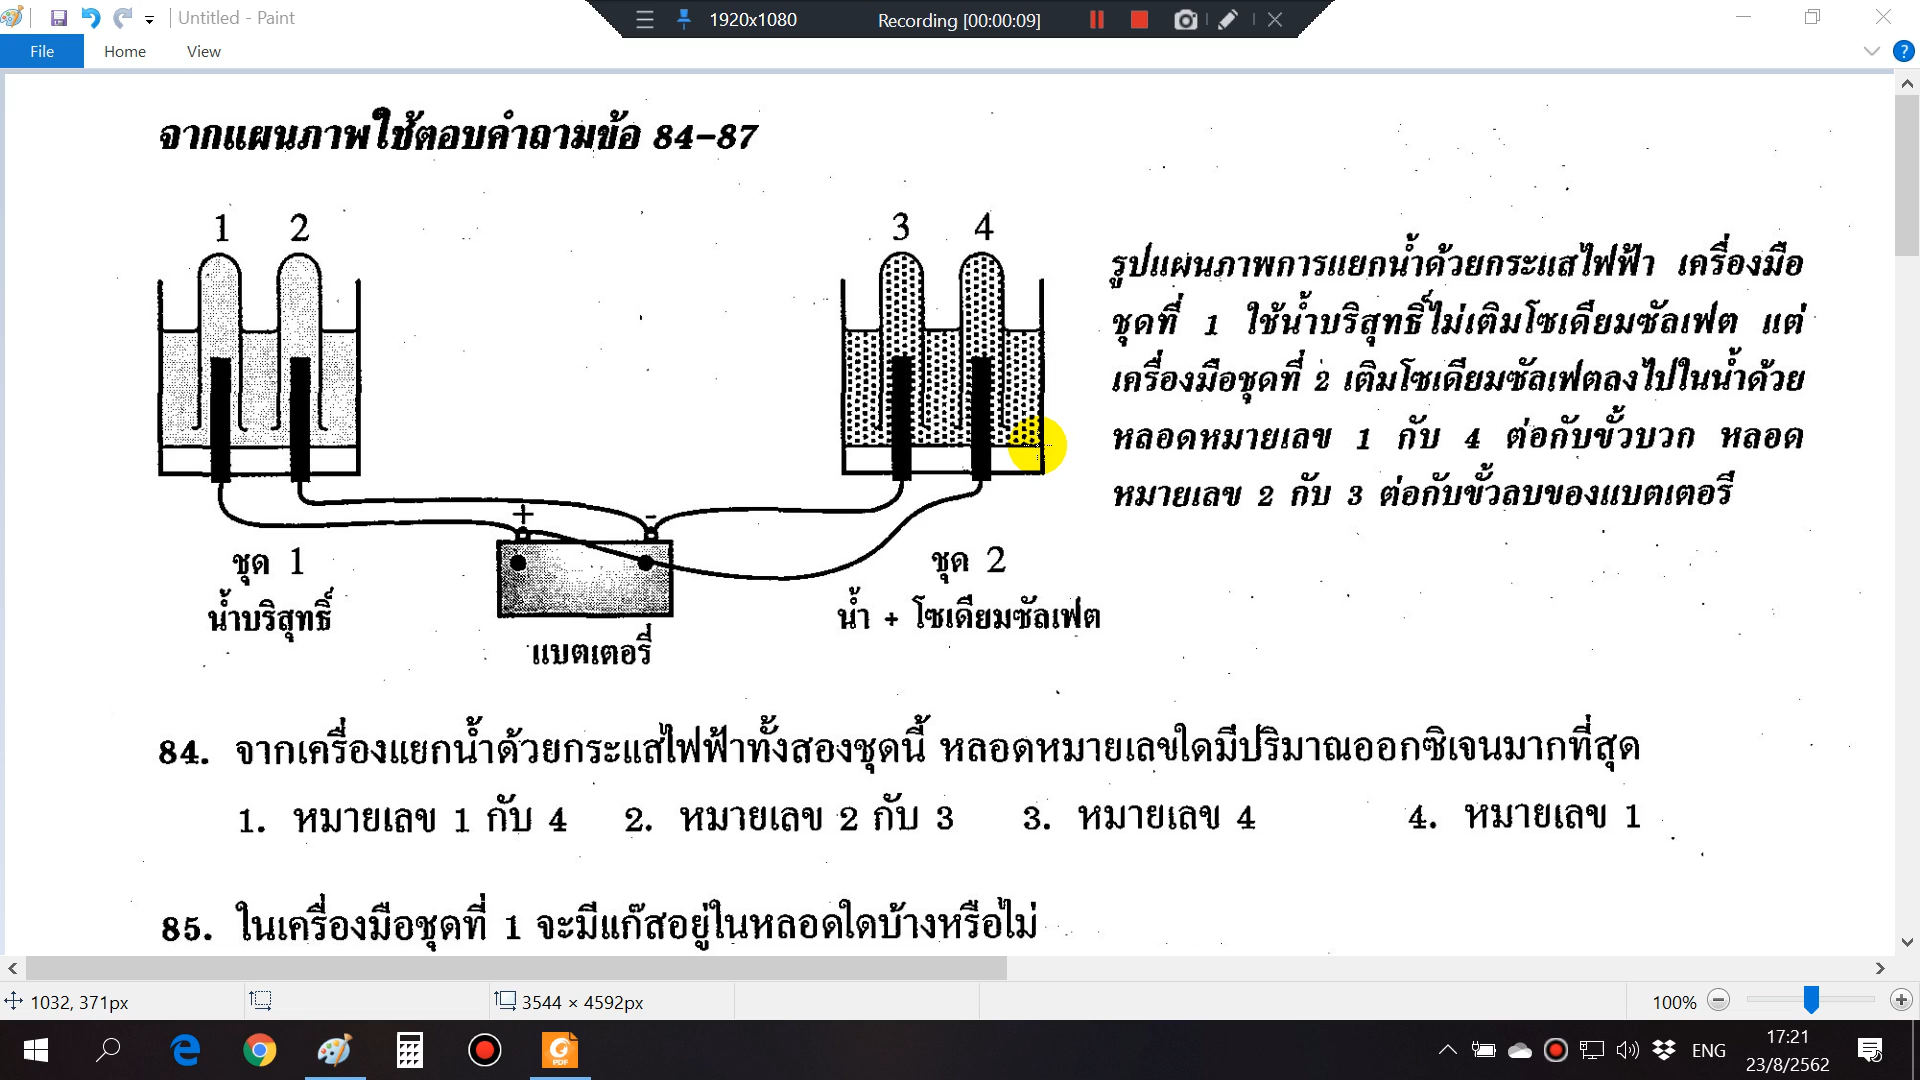 Untitled - Paint
1920x1080
Recording [00:00:09]
File
Home
View
จากแผนภาพใช้ตอบคำถามข้อ 84-87
1 2
3 4
รูปแผ่นภาพการแยกน้ำด้วยกระแสไฟฟ้า เครื่องมือ
ชุดที่ 1 ใช้น้ำบริสุทธิ์ไม่เติมโซเดียมซัลเฟต แต่
เครื่องมือชุดที่ 2 เติมโซเดียมซัลเฟตลงไปในน้ำด้วย
หลอดหมายเลข 1 กับ 4 ต่อกับขั้วบวก หลอด
หมายเลข 2 กับ 3 ต่อกับขั้วลบของแบตเตอรี่
+ -
ชุด 1
น้ำบริสุทธิ์
แบตเตอรี่
ชุด 2
น้ำ + โซเดียมซัลเฟต
84. จากเครื่องแยกน้ำด้วยกระแสไฟฟ้าทั้งสองชุดนี้ หลอดหมายเลขใดมีปริมาณออกซิเจนมากที่สุด
1. หมายเลข 1 กับ 4 2. หมายเลข 2 กับ 3 3. หมายเลข 4 4. หมายเลข 1
85. ในเครื่องมือชุดที่ 1 จะมีแก๊สอยู่ในหลอดใดบ้างหรือไม่
1032, 371px
3544 × 4592px
100%
PDF
ENG
17:21
23/8/2562